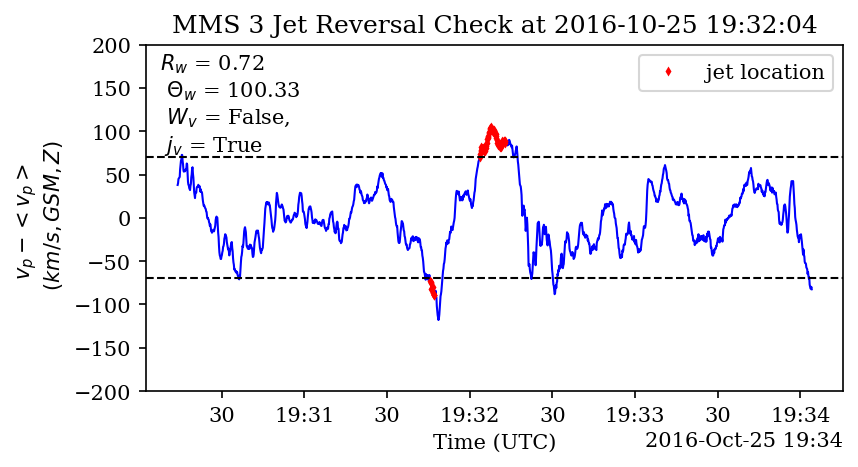 MMS 3 Jet Reversal Check at 2016-10-25 19:32:04
R_w = 0.72
Θ_w = 100.33
W_v = False,
j_v = True
jet location
v_p − < v_p >
(km/s, GSM, Z)
200
150
100
50
0
−50
−100
−150
−200
30 19:31 30 19:32 30 19:33 30 19:34
Time (UTC)
2016-Oct-25 19:34